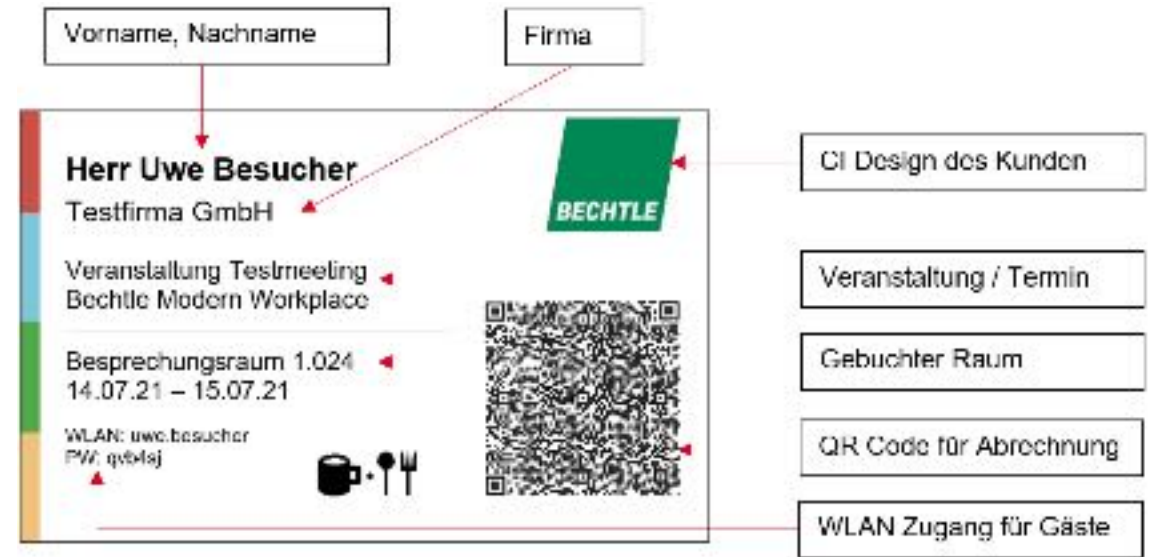 Vorname, Nachname
Firma
Herr Uwe Besucher
Testfirma GmbH
BECHTLE
CI Design des Kunden
Veranstaltung Testmeeting
Bechtle Modern Workplace
Veranstaltung / Termin
Besprechungsraum 1.024
14.07.21 – 15.07.21
Gebuchter Raum
WLAN: uwe.besucher
PW: qvb4sj
QR Code für Abrechnung
WLAN Zugang für Gäste